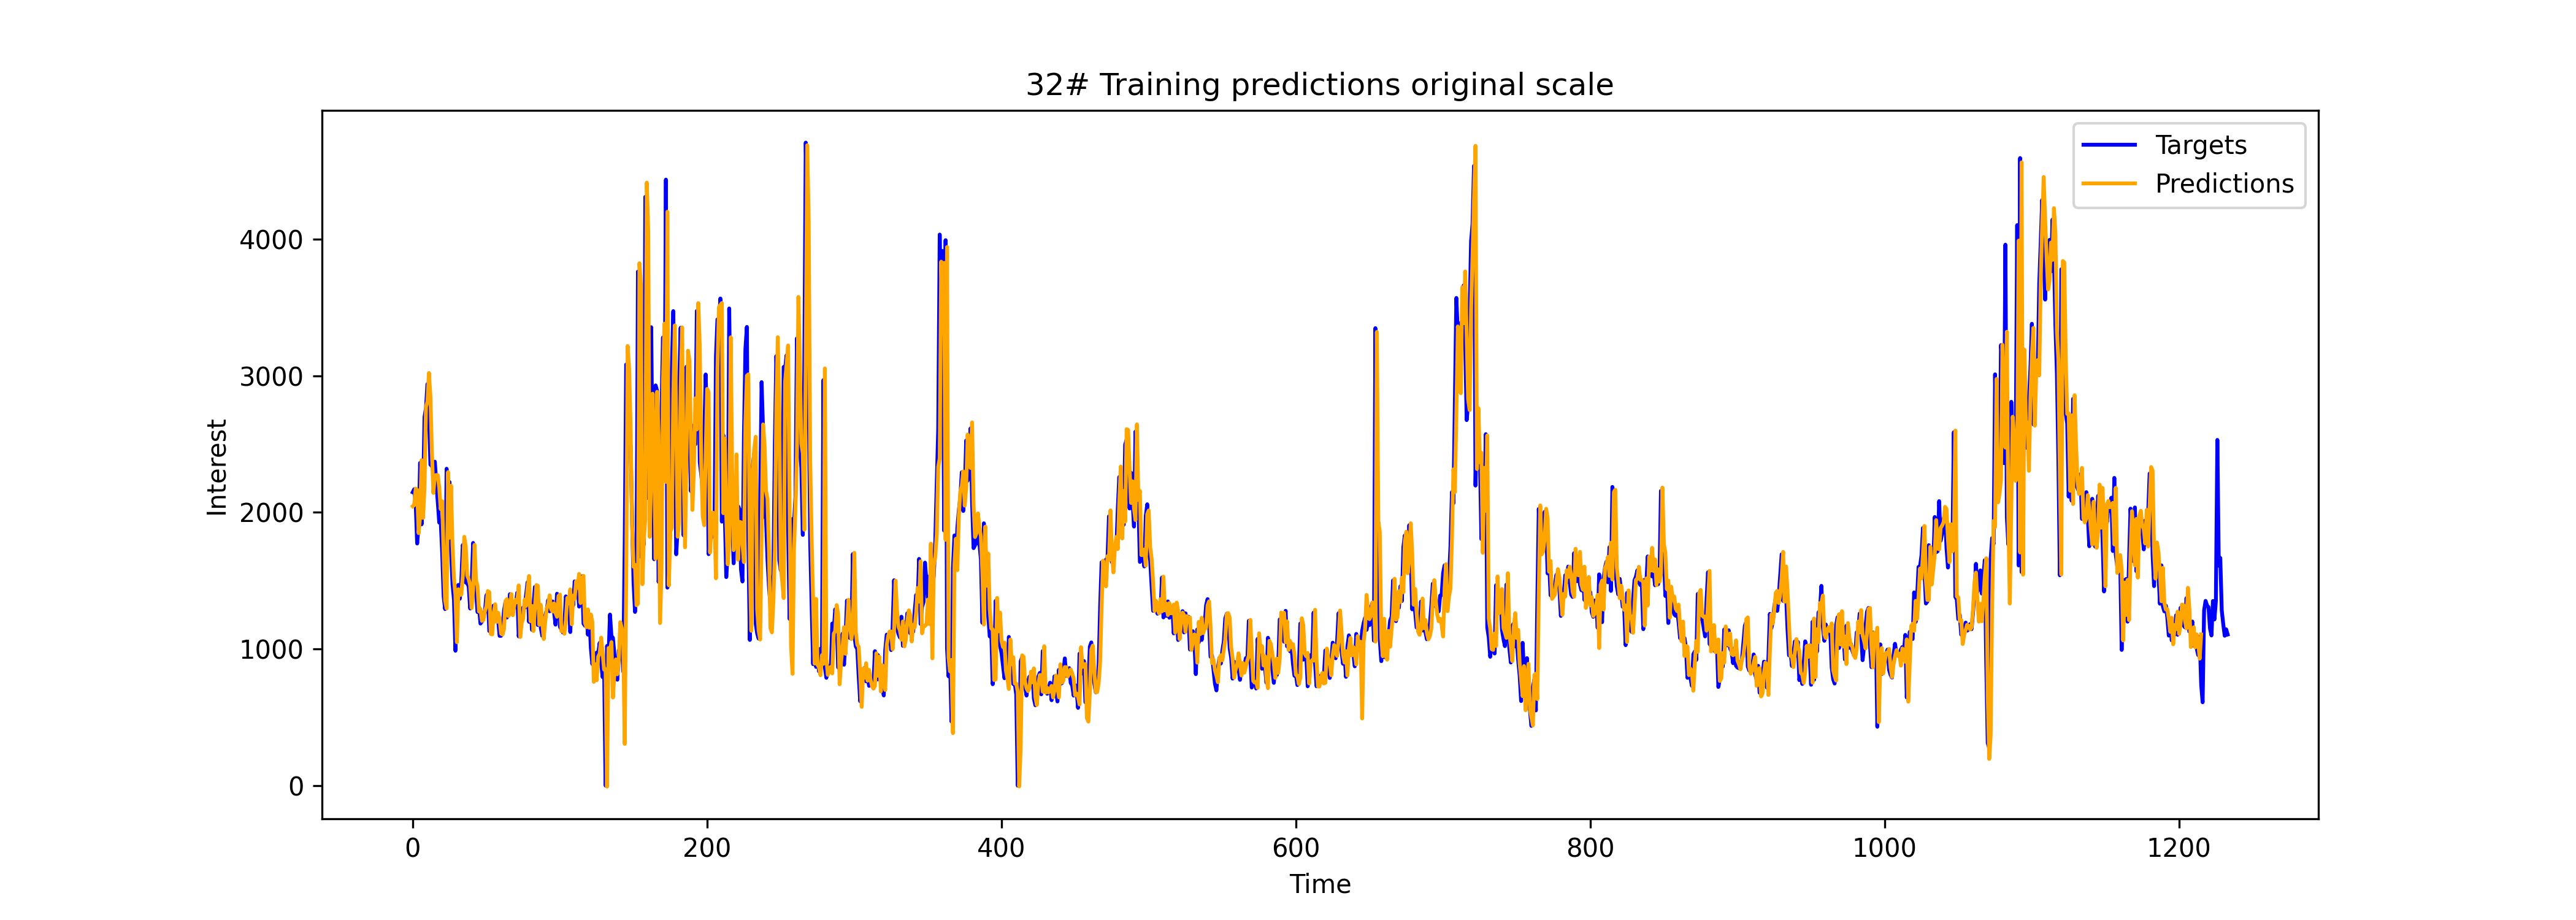 32# Training predictions original scale
Targets
Predictions
Interest
4000
3000
2000
1000
0
0 200 400 600 800 1000 1200
Time